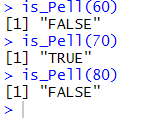 > is_Pell(60)
[1] "FALSE"
> is_Pell(70)
[1] "TRUE"
> is_Pell(80)
[1] "FALSE"
>